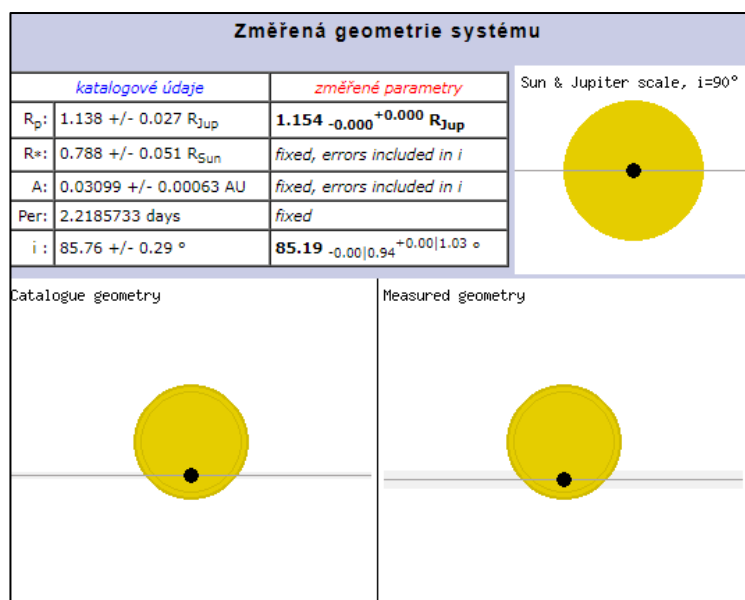 Změřená geometrie systému
katalogové údaje změřené parametry
Rp: 1.138 +/- 0.027 RJup 1.154 -0.000+0.000 RJup
R*: 0.788 +/- 0.051 RSun fixed, errors included in i
A: 0.03099 +/- 0.00063 AU fixed, errors included in i
Per: 2.2185733 days fixed
i : 85.76 +/- 0.29 ° 85.19 -0.00|0.94+0.00|1.03 °
Sun & Jupiter scale, i=90°
Catalogue geometry
Measured geometry